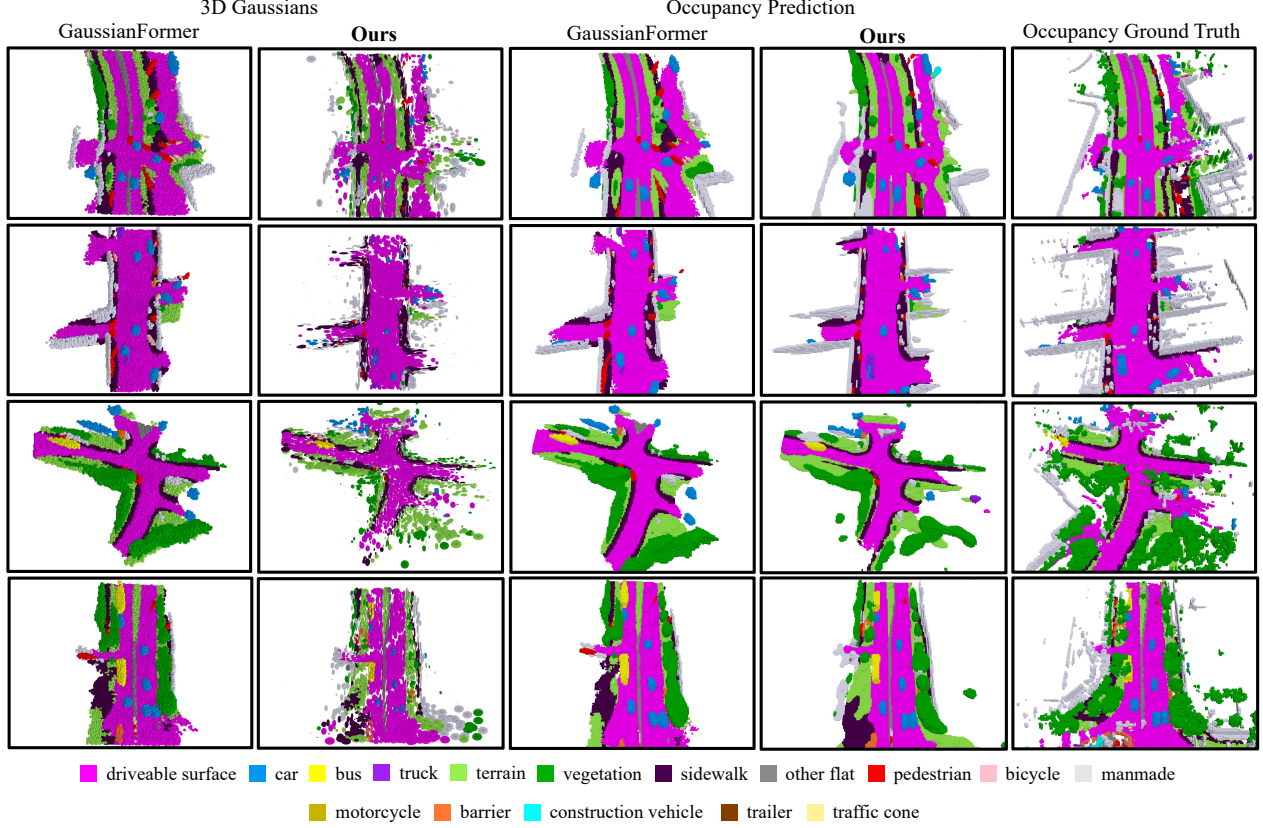 3D Gaussians Occupancy Prediction
GaussianFormer Ours GaussianFormer Ours Occupancy Ground Truth
driveable surface car bus truck terrain vegetation sidewalk other flat pedestrian bicycle manmade
motorcycle barrier construction vehicle trailer traffic cone